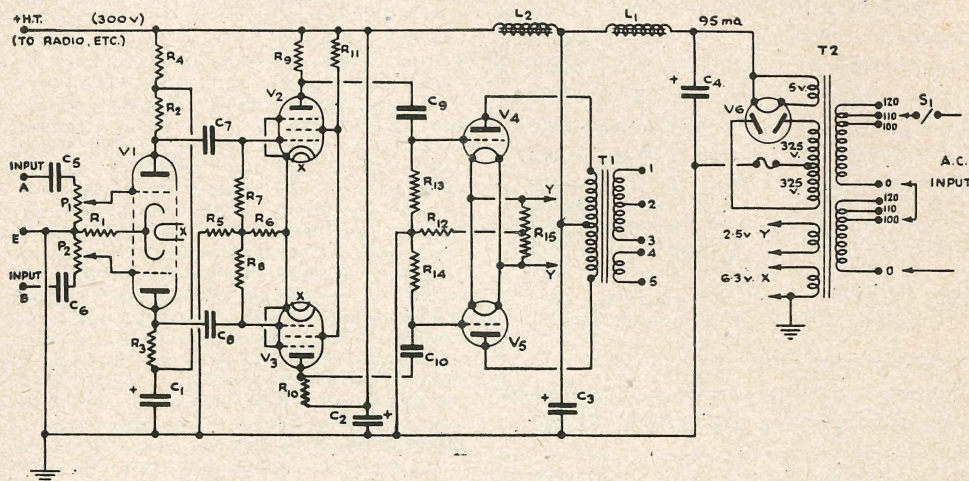 +H.T. (300V)
(TO RADIO, ETC.)
R4
R2
V1
INPUT
A
C5
P1
R1
E
P2
INPUT
B
C6
X
R3
+ C1
C7
R7
R5
R6
R8
C8
R9
R11
V2
X
X
V3
R10
C2 +
C9
R13
R12
R14
C10
V4
Y
R15
Y
V5
L2
L1
95 ma
T1
1
2
3
4
5
+ C3
+ C4
V6
T2
5v.
325
V.
325
V.
2.5v Y
6.3v. X
120
110
100
0
120
110
100
0
S1
A.C.
INPUT